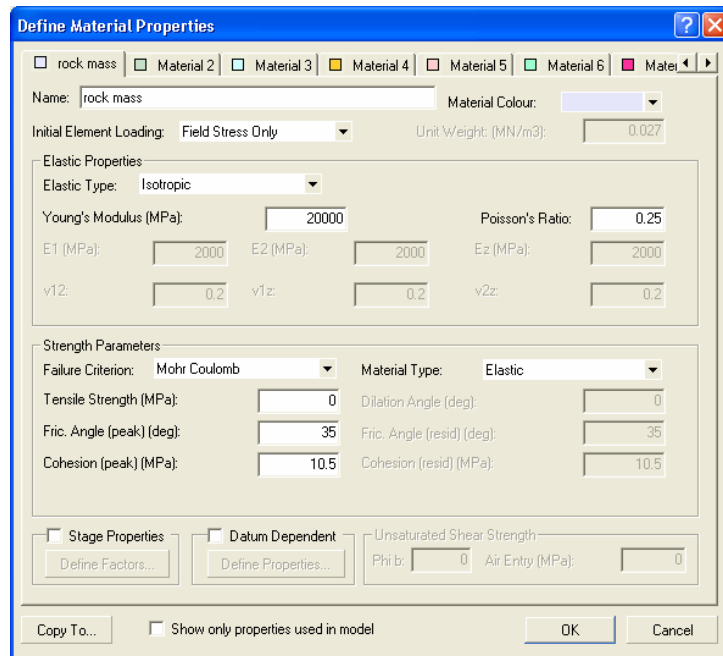 Define Material Properties
rock mass Material 2 Material 3 Material 4 Material 5 Material 6
Name: rock mass Material Colour:
Initial Element Loading: Field Stress Only Unit Weight: (MN/m3): 0.027
Elastic Properties
Elastic Type: Isotropic
Young's Modulus (MPa): 20000 Poisson's Ratio: 0.25
E1 (MPa): 2000 E2 (MPa): 2000 Ez (MPa): 2000
v12: 0.2 v1z: 0.2 v2z: 0.2
Strength Parameters
Failure Criterion: Mohr Coulomb Material Type: Elastic
Tensile Strength (MPa): 0 Dilation Angle (deg): 0
Fric. Angle (peak) (deg): 35 Fric. Angle (resid) (deg): 35
Cohesion (peak) (MPa): 10.5 Cohesion (resid) (MPa): 10.5
Stage Properties Datum Dependent Unsaturated Shear Strength
Define Factors... Define Properties... Phi b: 0 Air Entry (MPa): 0
Copy To... Show only properties used in model OK Cancel